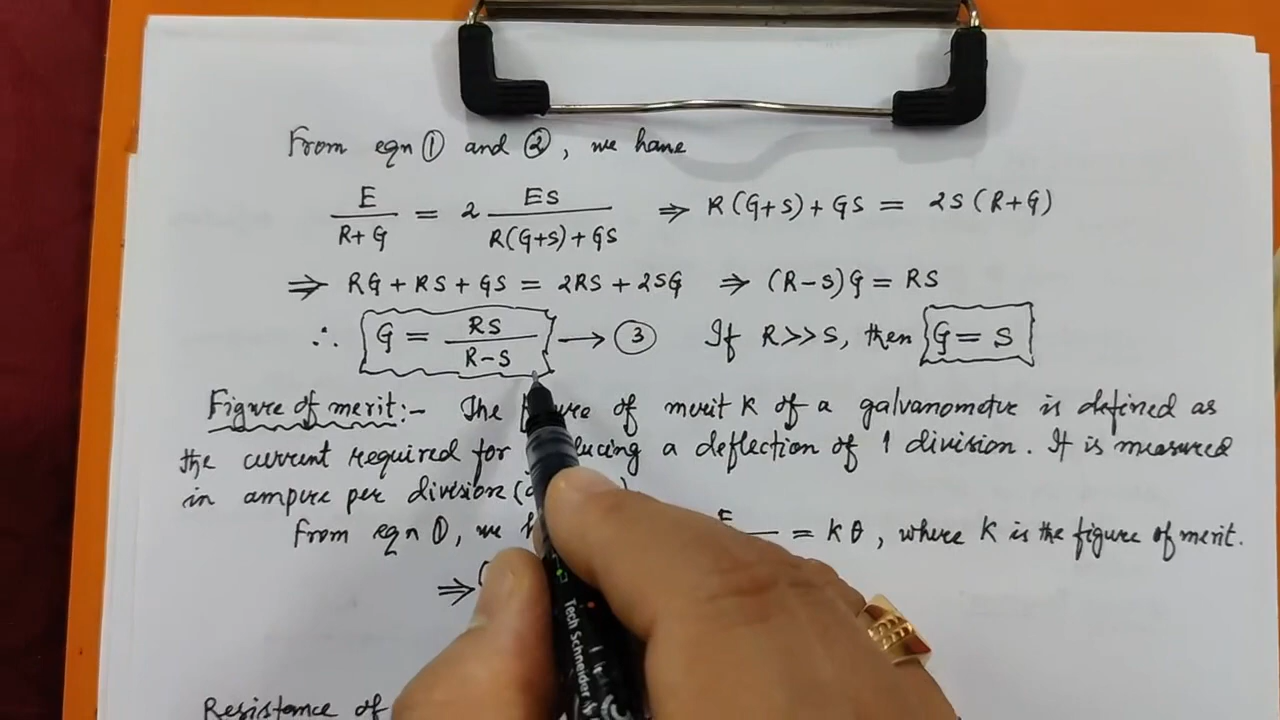 From eqn ① and ②, we have
E/(R+G) = 2 ES/(R(G+S)+GS) ⇒ R(G+S)+GS = 2S(R+G)
⇒ RG+RS+GS = 2RS+2SG ⇒ (R-S)G = RS
∴ G = RS/(R-S) → ③ If R>>S, then G = S
Figure of merit:- The of merit K of a galvanometer is defined as
the current required for a deflection of 1 division. It is measured
in ampere per division (
From eqn ①, we = Kθ, where K is the figure of merit.
⇒
Resistance of
Tech Schneider